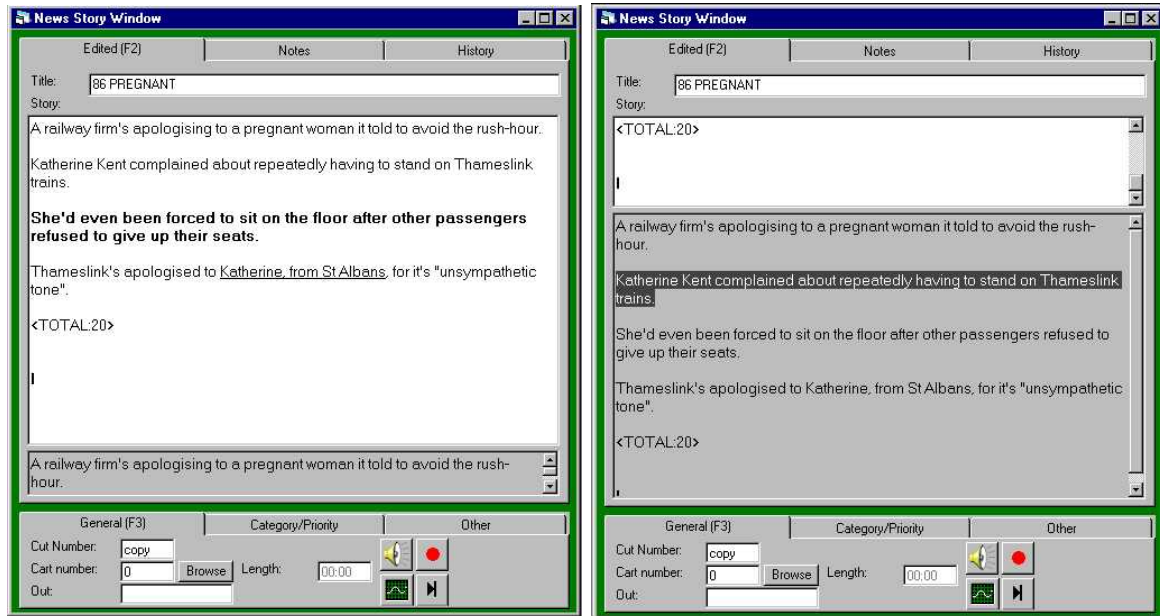 News Story Window
Edited (F2) Notes History
Title: 86 PREGNANT
Story:
A railway firm's apologising to a pregnant woman it told to avoid the rush-hour.
Katherine Kent complained about repeatedly having to stand on Thameslink
trains.
She'd even been forced to sit on the floor after other passengers
refused to give up their seats.
Thameslink's apologised to Katherine, from St Albans, for it's "unsympathetic
tone".
<TOTAL:20>
A railway firm's apologising to a pregnant woman it told to avoid the rush-
hour.
General (F3) Category/Priority Other
Cut Number: copy
Cart number: 0 Browse Length: 00:00
Out:
News Story Window
Edited (F2) Notes History
Title: 86 PREGNANT
Story:
<TOTAL:20>
A railway firm's apologising to a pregnant woman it told to avoid the rush-
hour.
Katherine Kent complained about repeatedly having to stand on Thameslink
trains.
She'd even been forced to sit on the floor after other passengers refused to
give up their seats.
Thameslink's apologised to Katherine, from St Albans, for it's "unsympathetic
tone".
<TOTAL:20>
General (F3) Category/Priority Other
Cut Number: copy
Cart number: 0 Browse Length: 00:00
Out: